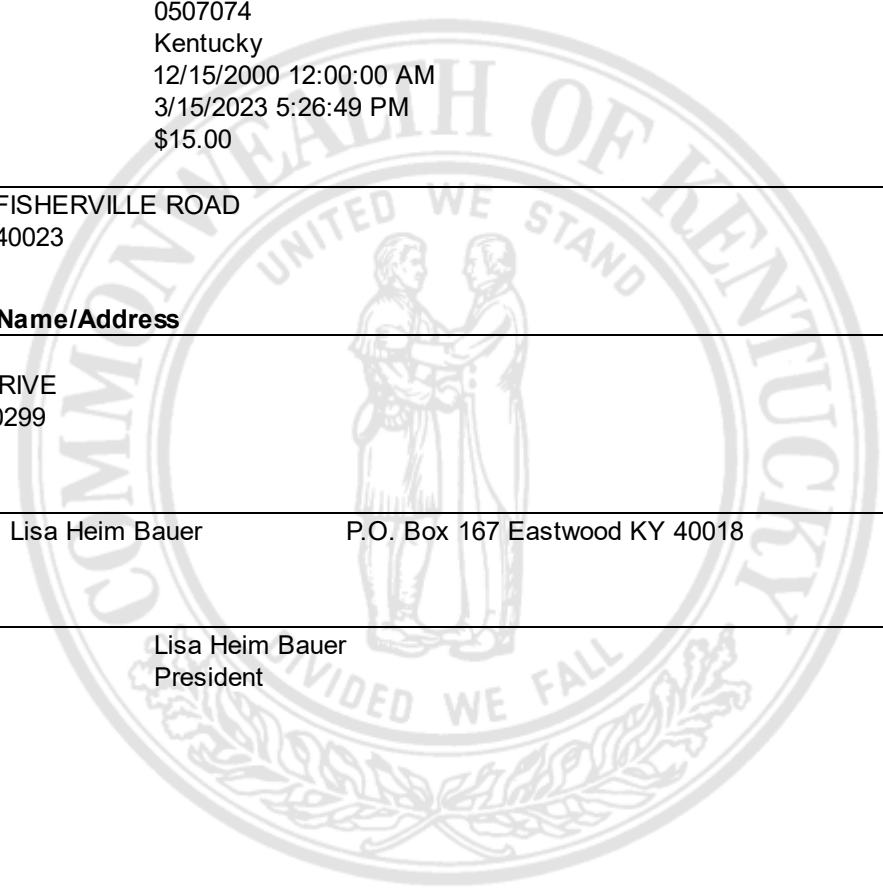 0507074
Kentucky
12/15/2000 12:00:00 AM
3/15/2023 5:26:49 PM
$15.00
FISHERVILLE ROAD
40023
Name/Address
RIVE
0299
Lisa Heim Bauer P.O. Box 167 Eastwood KY 40018
Lisa Heim Bauer
President
COMMONWEALTH OF KENTUCKY
UNITED WE STAND
DIVIDED WE FALL